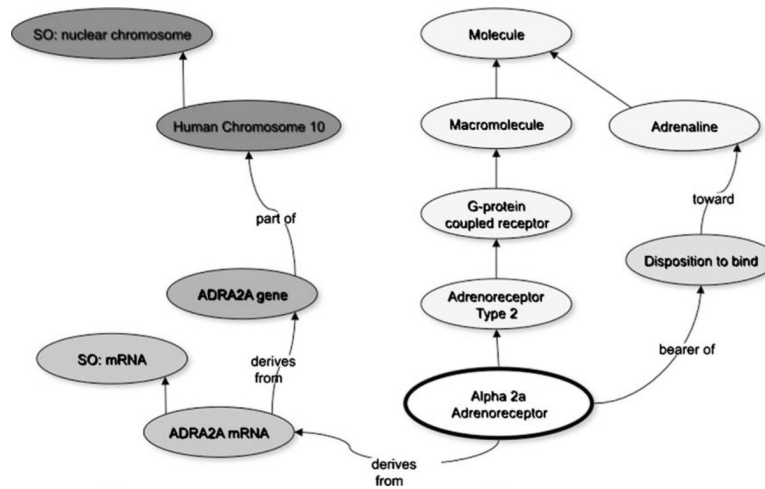 SO: nuclear chromosome
Molecule
Human Chromosome 10
Macromolecule
Adrenaline
part of
G-protein
coupled receptor
toward
ADRA2A gene
Adrenoreceptor
Type 2
Disposition to bind
SO: mRNA
derives
from
bearer of
ADRA2A mRNA
Alpha 2a
Adrenoreceptor
derives
from